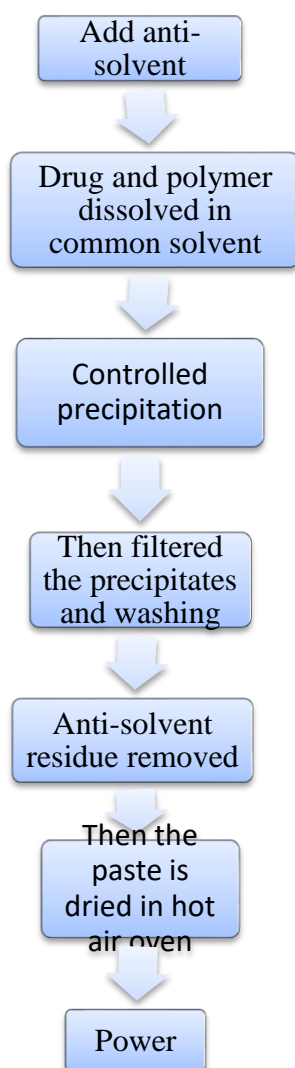 Add anti-
solvent
Drug and polymer
dissolved in
common solvent
Controlled
precipitation
Then filtered
the precipitates
and washing
Anti-solvent
residue removed
Then the
paste is
dried in hot
air oven
Power